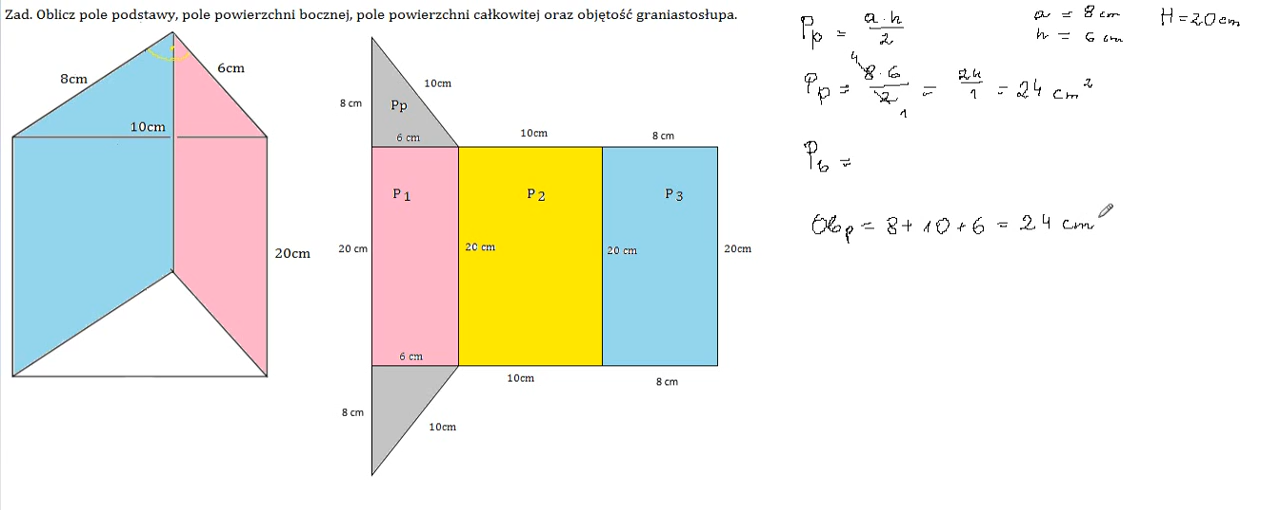 Zad. Oblicz pole podstawy, pole powierzchni bocznej, pole powierzchni całkowitej oraz objętość graniastosłupa.
8cm
6cm
10cm
20cm
10cm
8 cm
Pp
6 cm
10cm
8 cm
P1
P2
P3
20 cm
20 cm
20 cm
20cm
6 cm
10cm
8 cm
8 cm
10cm
Pp = a·h/2
a = 8 cm
H = 20 cm
h = 6 cm
Pp = 8·6/2 = 24/1 = 24 cm²
4
1
Pb =
Obp = 8 + 10 + 6 = 24 cm